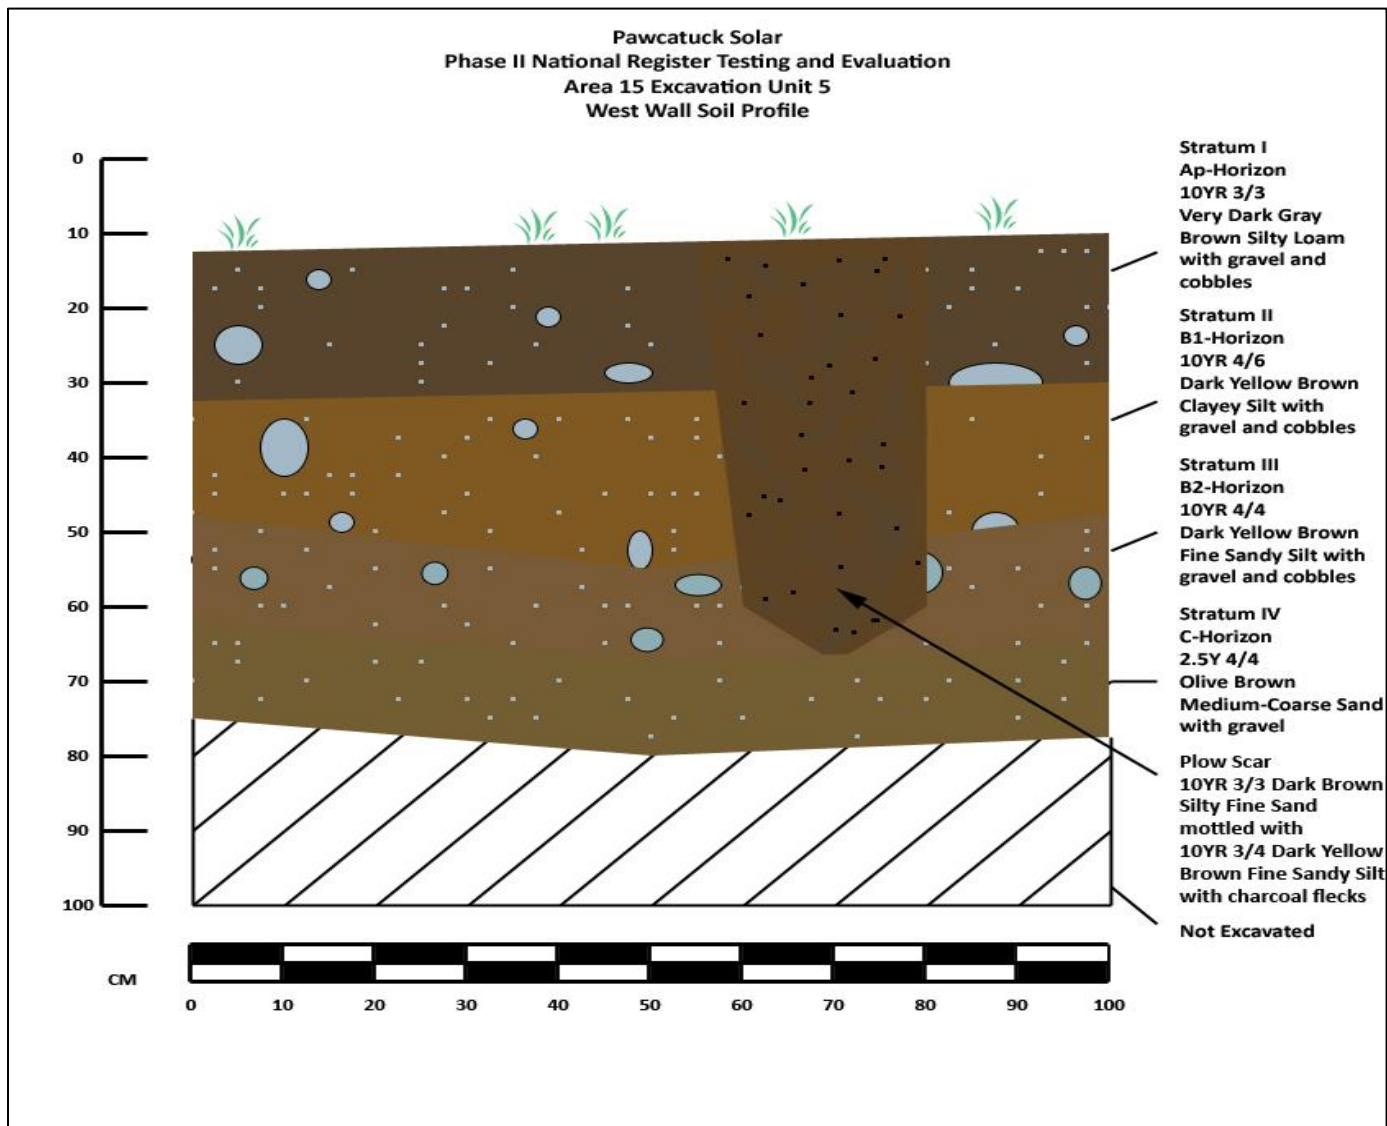 Pawcatuck Solar
Phase II National Register Testing and Evaluation
Area 15 Excavation Unit 5
West Wall Soil Profile
0
10
20
30
40
50
60
70
80
90
100
Stratum I
Ap-Horizon
10YR 3/3
Very Dark Gray
Brown Silty Loam
with gravel and
cobbles
Stratum II
B1-Horizon
10YR 4/6
Dark Yellow Brown
Clayey Silt with
gravel and cobbles
Stratum III
B2-Horizon
10YR 4/4
Dark Yellow Brown
Fine Sandy Silt with
gravel and cobbles
Stratum IV
C-Horizon
2.5Y 4/4
Olive Brown
Medium-Coarse Sand
with gravel
Plow Scar
10YR 3/3 Dark Brown
Silty Fine Sand
mottled with
10YR 3/4 Dark Yellow
Brown Fine Sandy Silt
with charcoal flecks
Not Excavated
CM
0 10 20 30 40 50 60 70 80 90 100